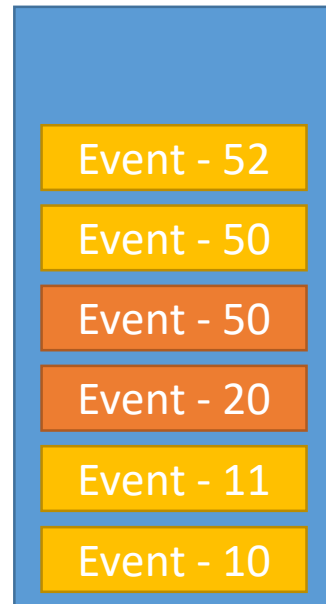 Event - 52
Event - 50
Event - 50
Event - 20
Event - 11
Event - 10